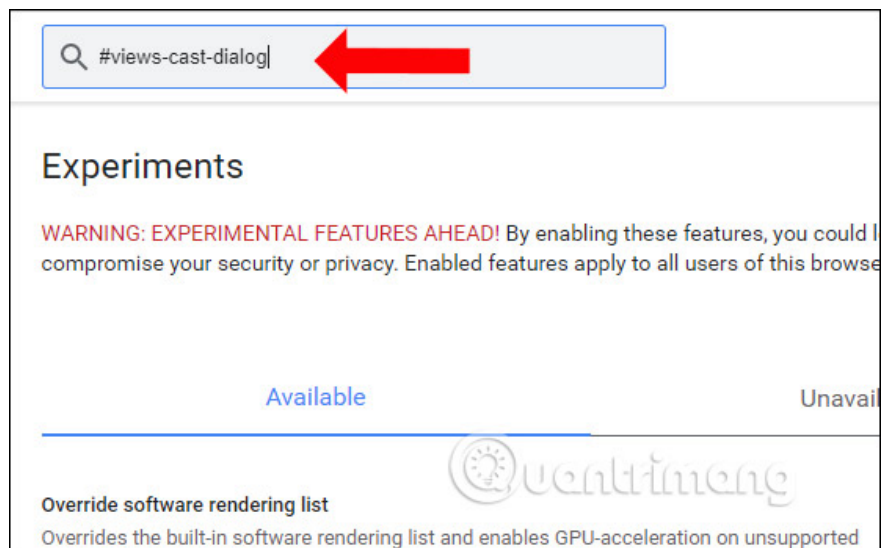 #views-cast-dialog
Experiments
WARNING: EXPERIMENTAL FEATURES AHEAD! By enabling these features, you could l
compromise your security or privacy. Enabled features apply to all users of this browse
Available
Unavail
Quantrimang
Override software rendering list
Overrides the built-in software rendering list and enables GPU-acceleration on unsupported